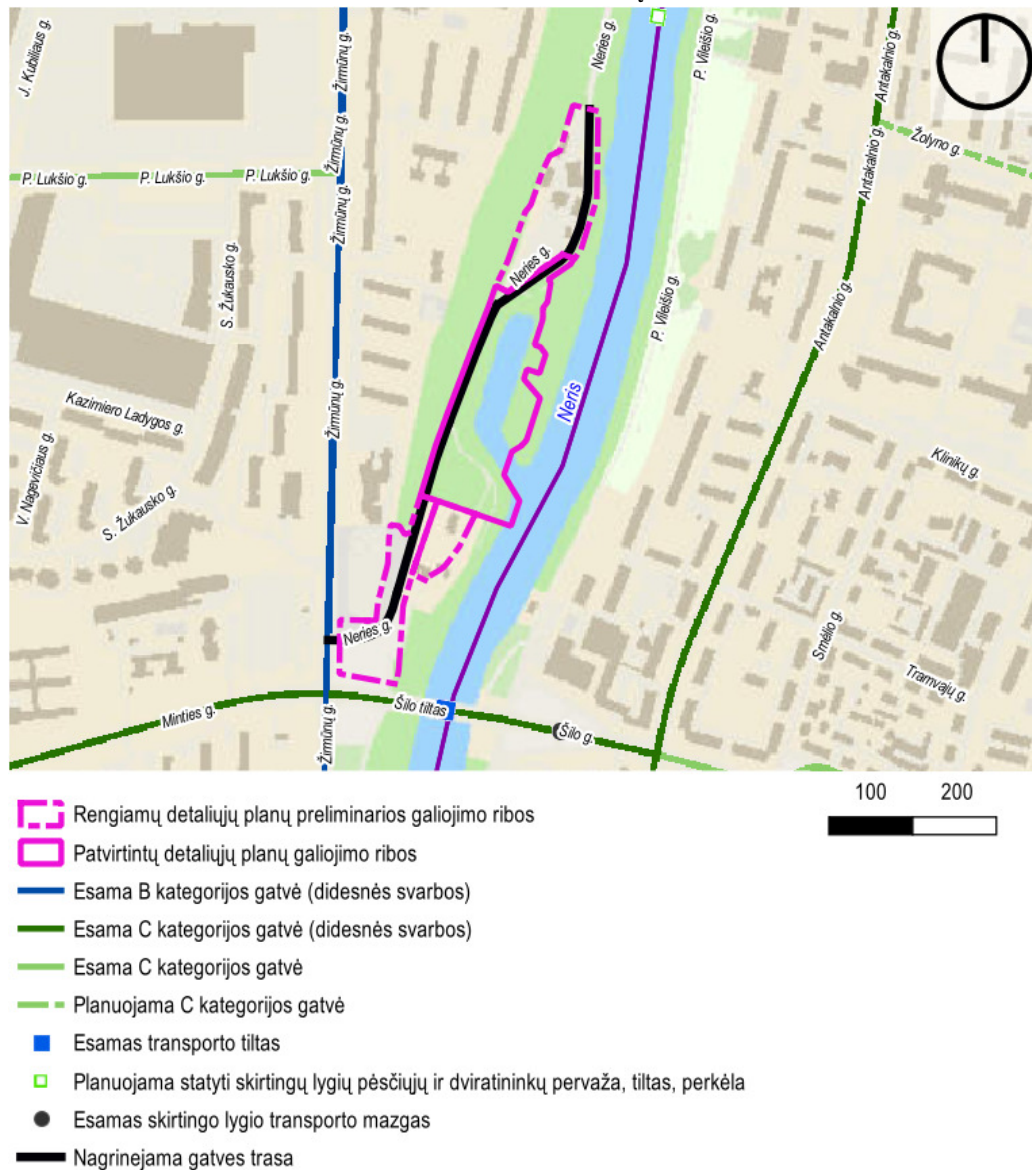 J. Kubiliaus g.
Žirmūnų g.
Neries g.
P. Vileišio g.
Antakalnio g.
Žirmūnų g.
Antakalnio g.
Žolyno g.
P. Lukšio g. P. Lukšio g. P. Lukšio g.
Žirmūnų g.
Antakalnio g.
S. Žukausko g.
Neries g.
P. Vileišio g.
Antakalnio g.
Kazimiero Ladygos g.
Žirmūnų g.
Neris
Klinikų g.
V. Nagevičiaus g.
S. Žukausko g.
Neries g.
Smėlio g.
Tramvajų g.
Minties g.
Žirmūnų g.
Šilo tiltas
Šilo g.
100 200
Rengiamų detaliųjų planų preliminarios galiojimo ribos
Patvirtintų detaliųjų planų galiojimo ribos
Esama B kategorijos gatvė (didesnės svarbos)
Esama C kategorijos gatvė (didesnės svarbos)
Esama C kategorijos gatvė
Planuojama C kategorijos gatvė
Esamas transporto tiltas
Planuojama statyti skirtingų lygių pėsčiųjų ir dviratininkų pervaža, tiltas, perkėla
Esamas skirtingo lygio transporto mazgas
Nagrinejama gatves trasa